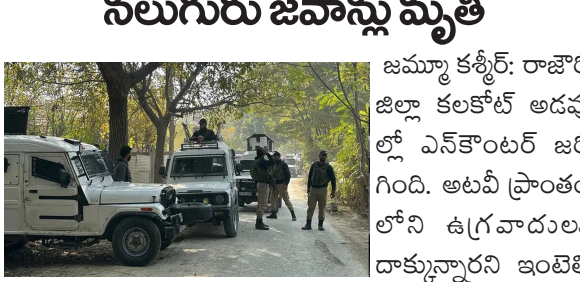 నలుగురు జవాన్లు మృతి
జమ్మూ కశ్మీర్: రాజౌరి
జిల్లా కలకోట్ అడవు
ల్లో ఎన్‌కౌంటర్ జరి
గింది. అటవీ ప్రాంతం
లోని ఉగ్రవాదులు
దాక్కున్నారని ఇంటెలి